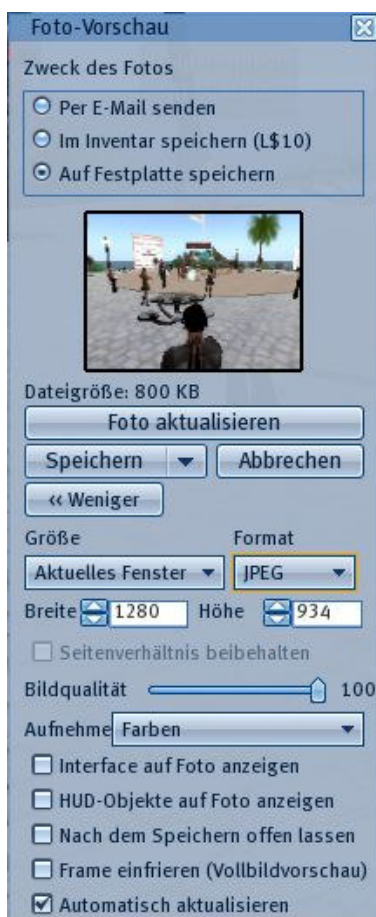 Foto-Vorschau
Zweck des Fotos
Per E-Mail senden
Im Inventar speichern (L$10)
Auf Festplatte speichern
Dateigröße: 800 KB
Foto aktualisieren
Speichern
Abbrechen
‹‹ Weniger
Größe Format
Aktuelles Fenster JPEG
Breite 1280 Höhe 934
Seitenverhältnis beibehalten
Bildqualität 100
Aufnehme Farben
Interface auf Foto anzeigen
HUD-Objekte auf Foto anzeigen
Nach dem Speichern offen lassen
Frame einfrieren (Vollbildvorschau)
Automatisch aktualisieren